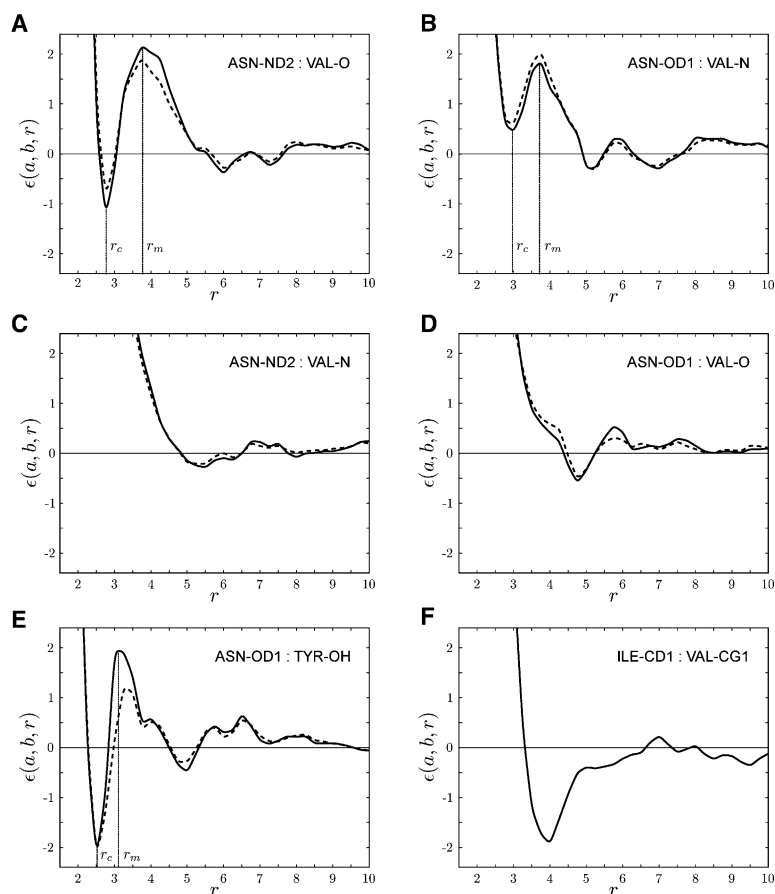 A
ASN-ND2 : VAL-O
ϵ(a, b, r)
2
1
0
-1
-2
r_c
r_m
2 3 4 5 6 7 8 9 10
r
B
ASN-OD1 : VAL-N
ϵ(a, b, r)
2
1
0
-1
-2
r_c
r_m
2 3 4 5 6 7 8 9 10
r
C
ASN-ND2 : VAL-N
ϵ(a, b, r)
2
1
0
-1
-2
2 3 4 5 6 7 8 9 10
r
D
ASN-OD1 : VAL-O
ϵ(a, b, r)
2
1
0
-1
-2
2 3 4 5 6 7 8 9 10
r
E
ASN-OD1 : TYR-OH
ϵ(a, b, r)
2
1
0
-1
-2
r_c
r_m
2 3 4 5 6 7 8 9 10
r
F
ILE-CD1 : VAL-CG1
ϵ(a, b, r)
2
1
0
-1
-2
2 3 4 5 6 7 8 9 10
r